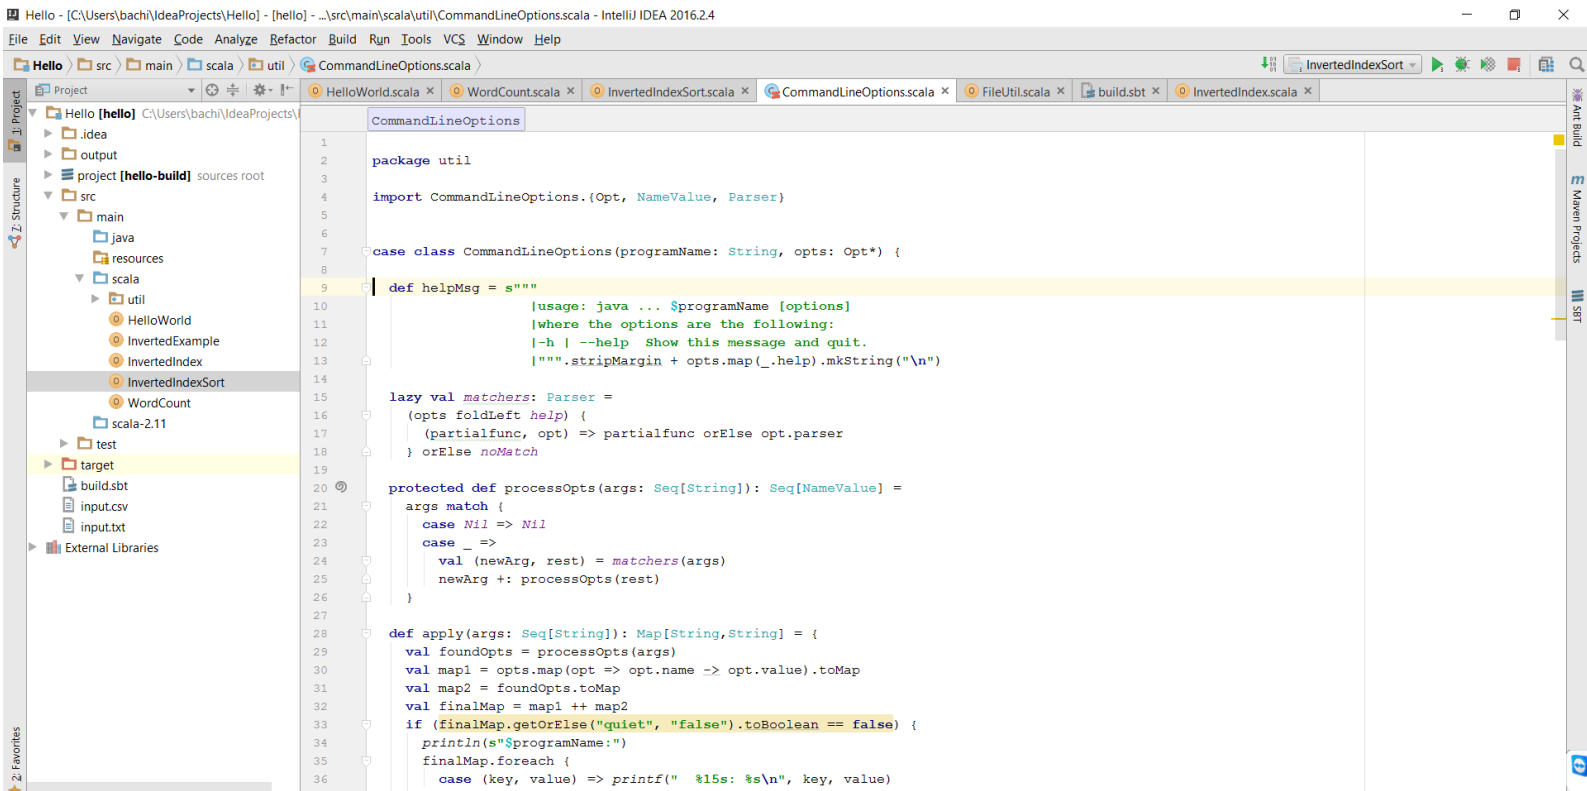 Hello - [C:\Users\bachi\IdeaProjects\Hello] - [hello] - ...\src\main\scala\util\CommandLineOptions.scala - IntelliJ IDEA 2016.2.4
File Edit View Navigate Code Analyze Refactor Build Run Tools VCS Window Help
Hello src main scala util CommandLineOptions.scala InvertedIndexSort
Project HelloWorld.scala WordCount.scala InvertedIndexSort.scala CommandLineOptions.scala FileUtil.scala build.sbt InvertedIndex.scala
1: Project
Z: Structure
2: Favorites
Hello [hello] C:\Users\bachi\IdeaProjects\
.idea
output
project [hello-build] sources root
src
main
java
resources
scala
util
HelloWorld
InvertedExample
InvertedIndex
InvertedIndexSort
WordCount
scala-2.11
test
target
build.sbt
input.csv
input.txt
External Libraries
CommandLineOptions
1
2 package util
3
4 import CommandLineOptions.{Opt, NameValue, Parser}
5
6
7 case class CommandLineOptions(programName: String, opts: Opt*) {
8
9 def helpMsg = s"""
10 |usage: java ... $programName [options]
11 |where the options are the following:
12 |-h | --help  Show this message and quit.
13 |""".stripMargin + opts.map(_.help).mkString("\n")
14
15 lazy val matchers: Parser =
16 (opts foldLeft help) {
17 (partialfunc, opt) => partialfunc orElse opt.parser
18 } orElse noMatch
19
20 protected def processOpts(args: Seq[String]): Seq[NameValue] =
21 args match {
22 case Nil => Nil
23 case _ =>
24 val (newArg, rest) = matchers(args)
25 newArg +: processOpts(rest)
26 }
27
28 def apply(args: Seq[String]): Map[String,String] = {
29 val foundOpts = processOpts(args)
30 val map1 = opts.map(opt => opt.name -> opt.value).toMap
31 val map2 = foundOpts.toMap
32 val finalMap = map1 ++ map2
33 if (finalMap.getOrElse("quiet", "false").toBoolean == false) {
34 println(s"$programName:")
35 finalMap.foreach {
36 case (key, value) => printf("  %15s: %s\n", key, value)
Ant Build
Maven Projects
SBT